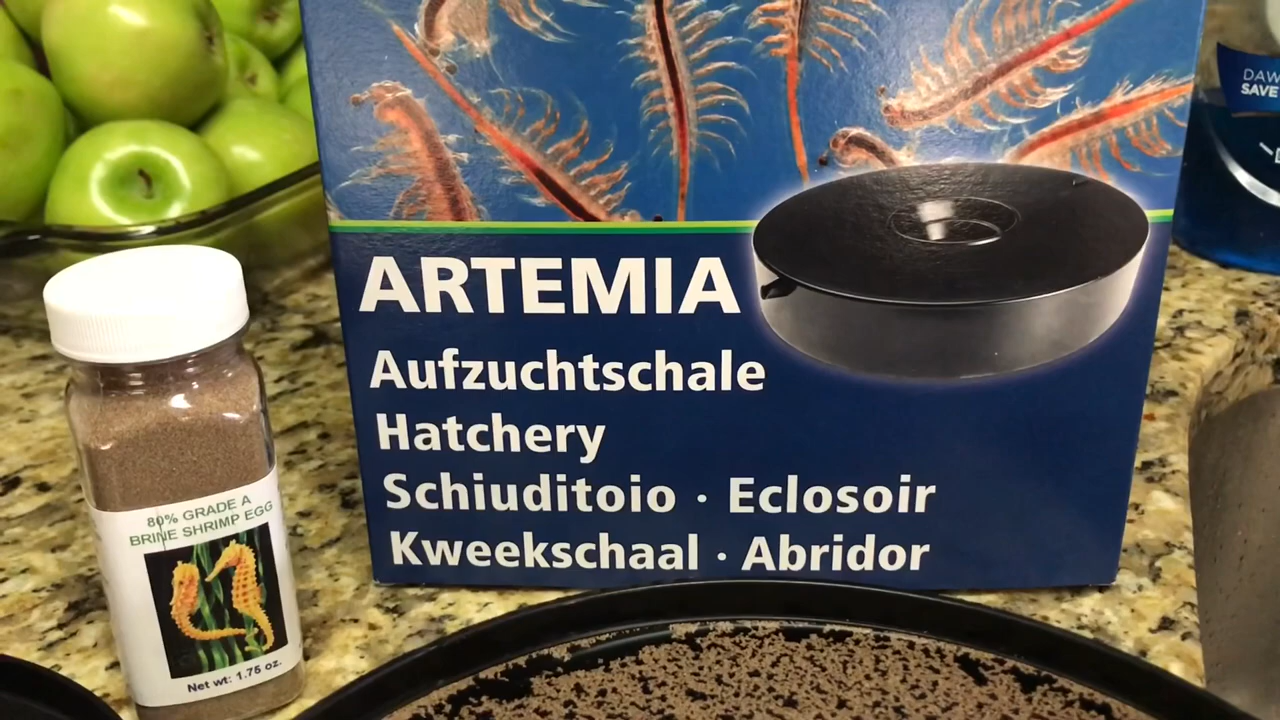 DAW
SAVE
ARTEMIA
Aufzuchtschale
Hatchery
Schiuditoio · Eclosoir
Kweekschaal · Abridor
80% GRADE A
BRINE SHRIMP EGG
Net wt: 1.75 oz.